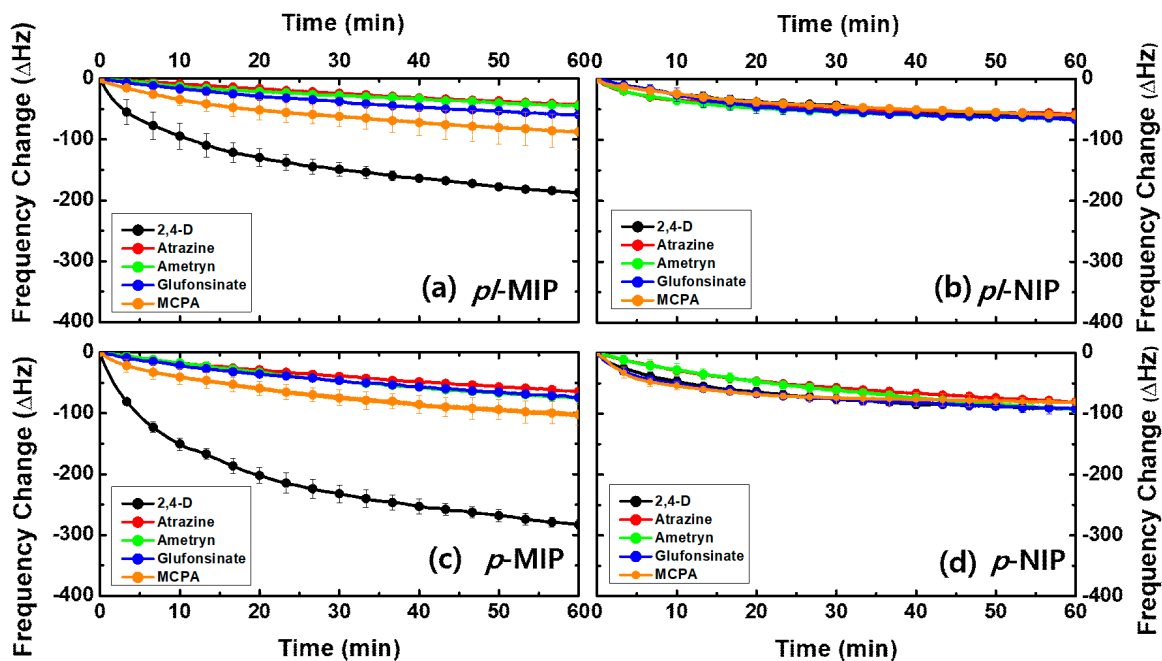 Time (min)
Time (min)
0 10 20 30 40 50 60
0 10 20 30 40 50 60
Frequency Change (ΔHz)
0
-100
-200
-300
-400
2,4-D
Atrazine
Ametryn
Glufonsinate
MCPA
(a) pl-MIP
2,4-D
Atrazine
Ametryn
Glufonsinate
MCPA
(b) pl-NIP
0
-100
-200
-300
-400
Frequency Change (ΔHz)
Frequency Change (ΔHz)
0
-100
-200
-300
-400
2,4-D
Atrazine
Ametryn
Glufonsinate
MCPA
(c) p-MIP
2,4-D
Atrazine
Ametryn
Glufonsinate
MCPA
(d) p-NIP
0
-100
-200
-300
-400
Frequency Change (ΔHz)
0 10 20 30 40 50 60
0 10 20 30 40 50 60
Time (min)
Time (min)